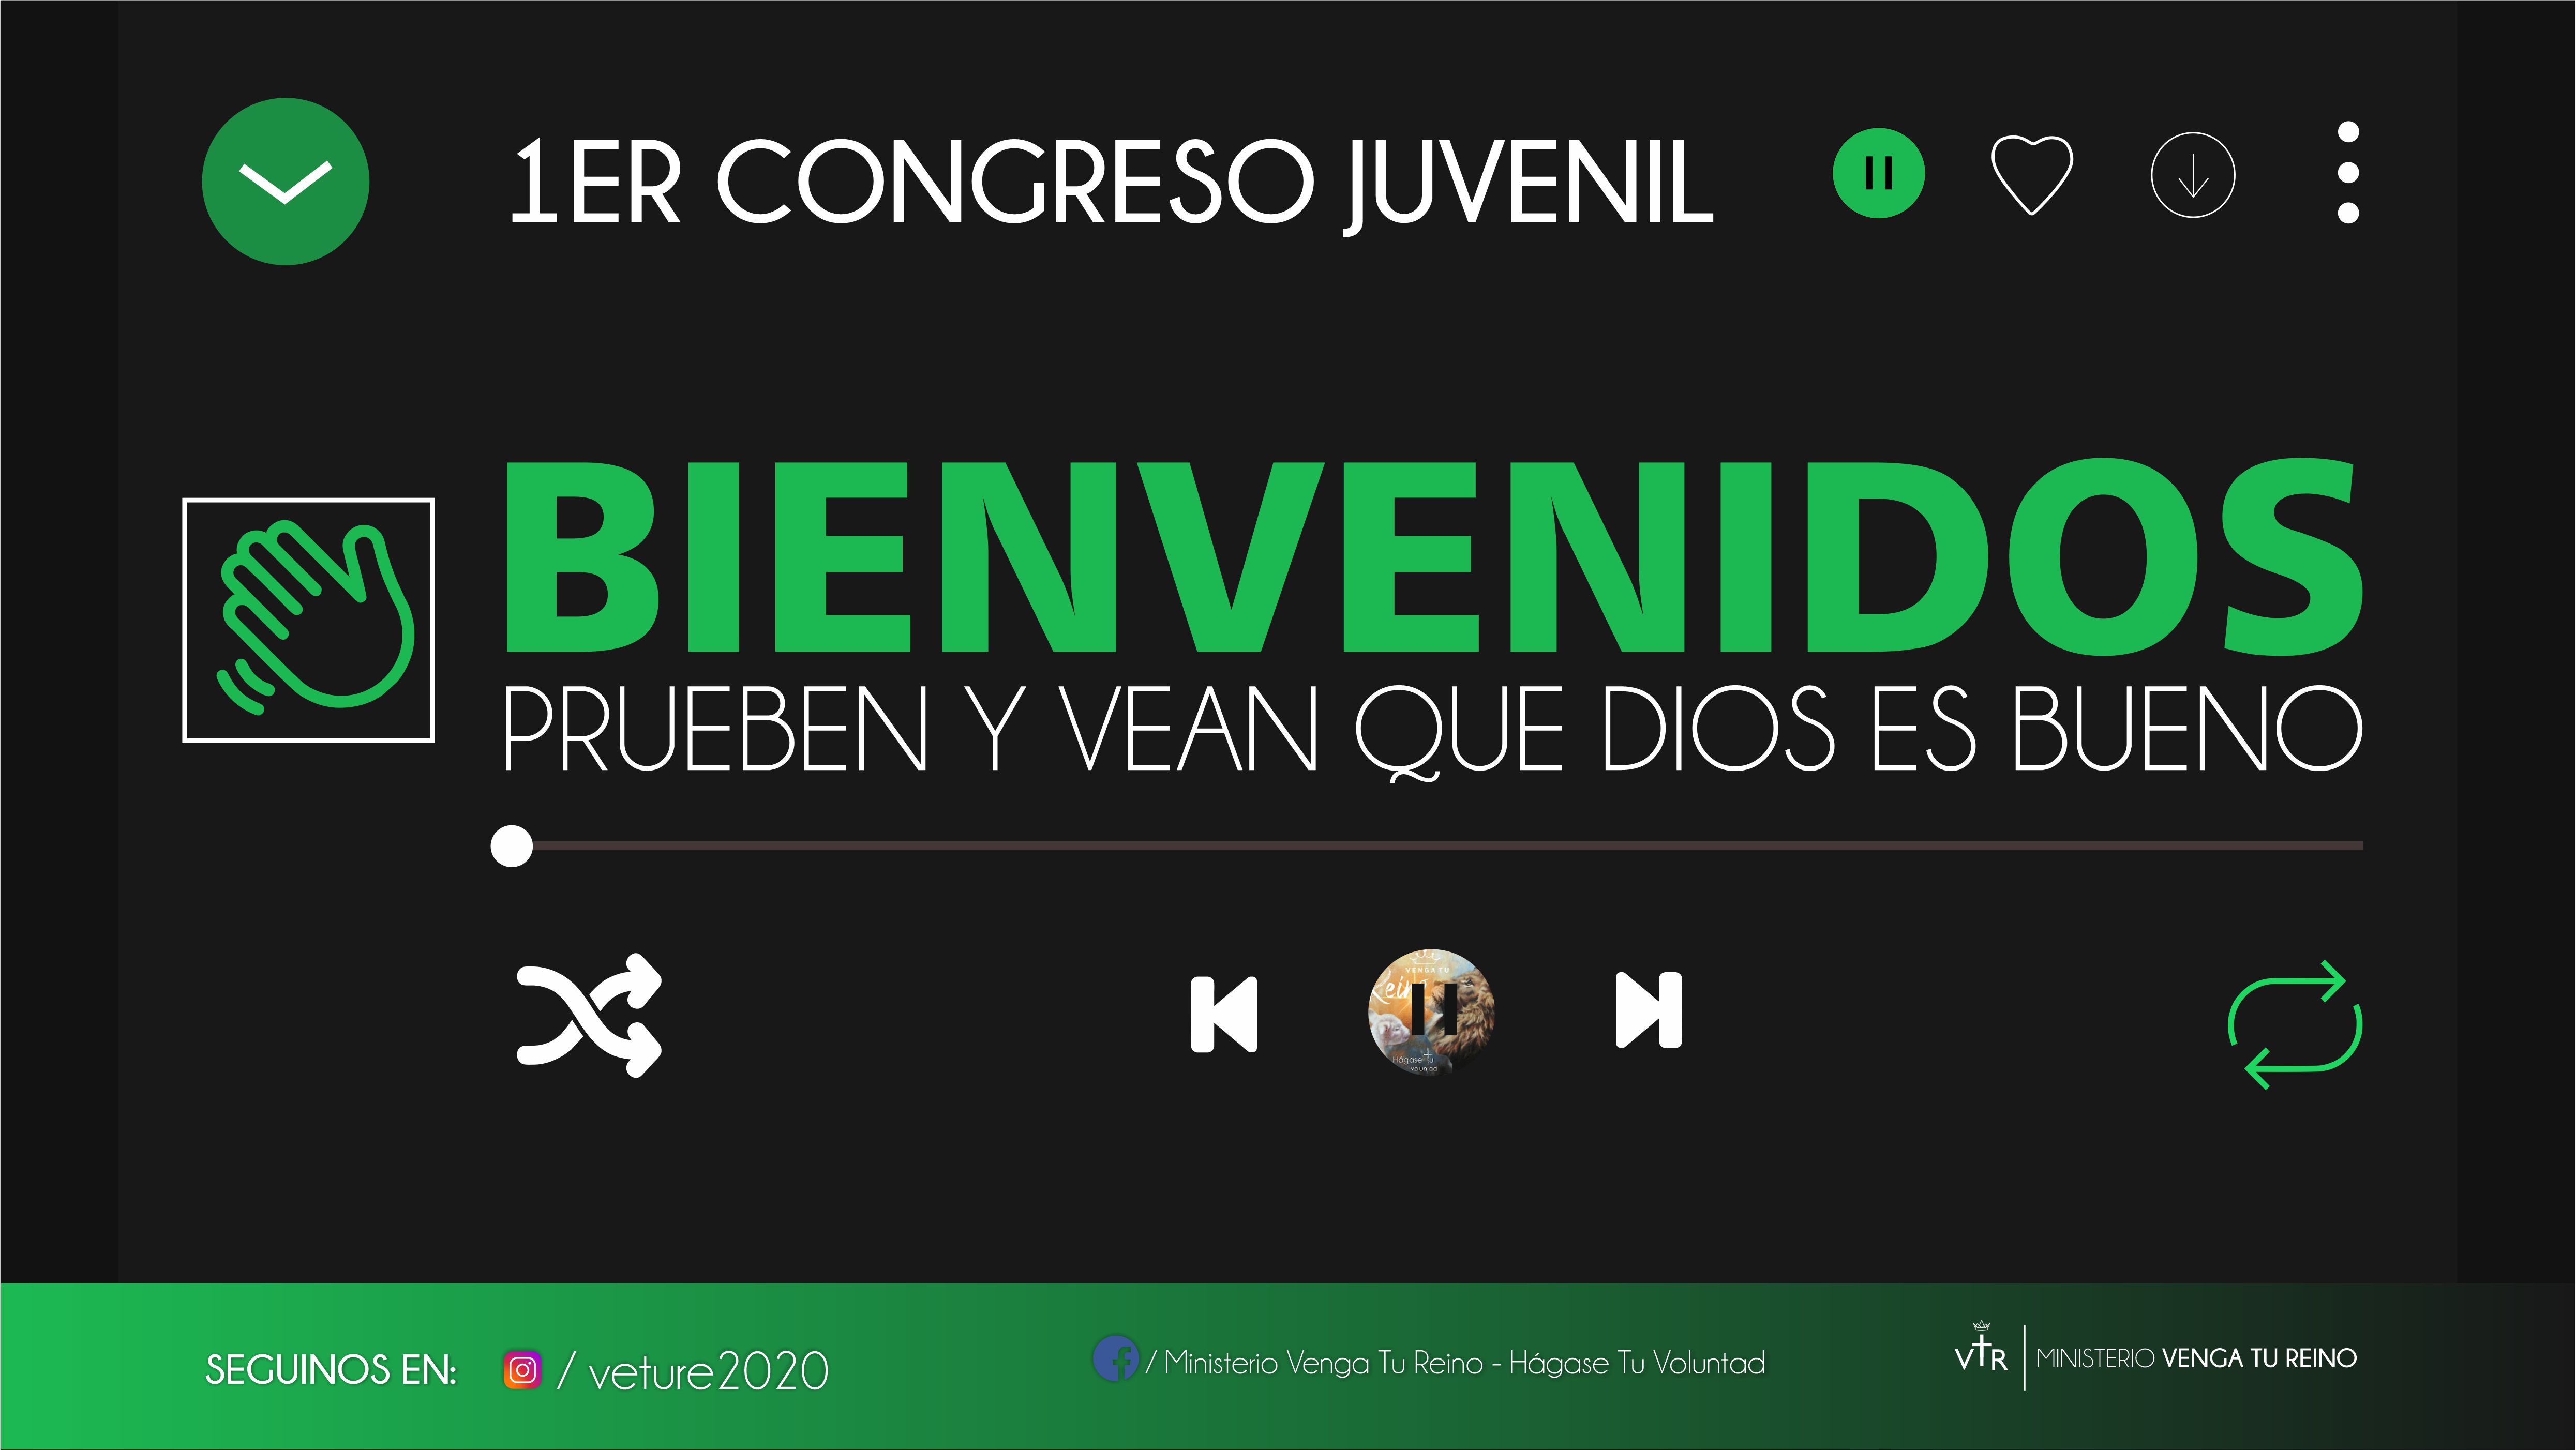 1ER CONGRESO JUVENIL
BIENVENIDOS
PRUEBEN Y VEAN QUE DIOS ES BUENO
VENGA TU
Reino
Hágase Tu
voluntad
SEGUINOS EN: / veture2020
/ Ministerio Venga Tu Reino - Hágase Tu Voluntad
VTR MINISTERIO VENGA TU REINO